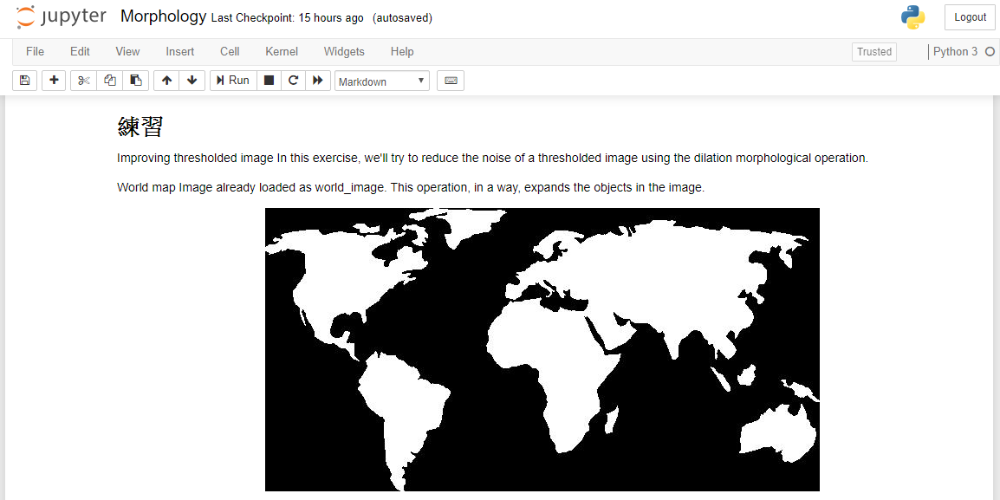 jupyter Morphology Last Checkpoint: 15 hours ago (autosaved)
Logout
File Edit View Insert Cell Kernel Widgets Help
Trusted
Python 3
Run
Markdown
練習
Improving thresholded image In this exercise, we'll try to reduce the noise of a thresholded image using the dilation morphological operation.
World map Image already loaded as world_image. This operation, in a way, expands the objects in the image.